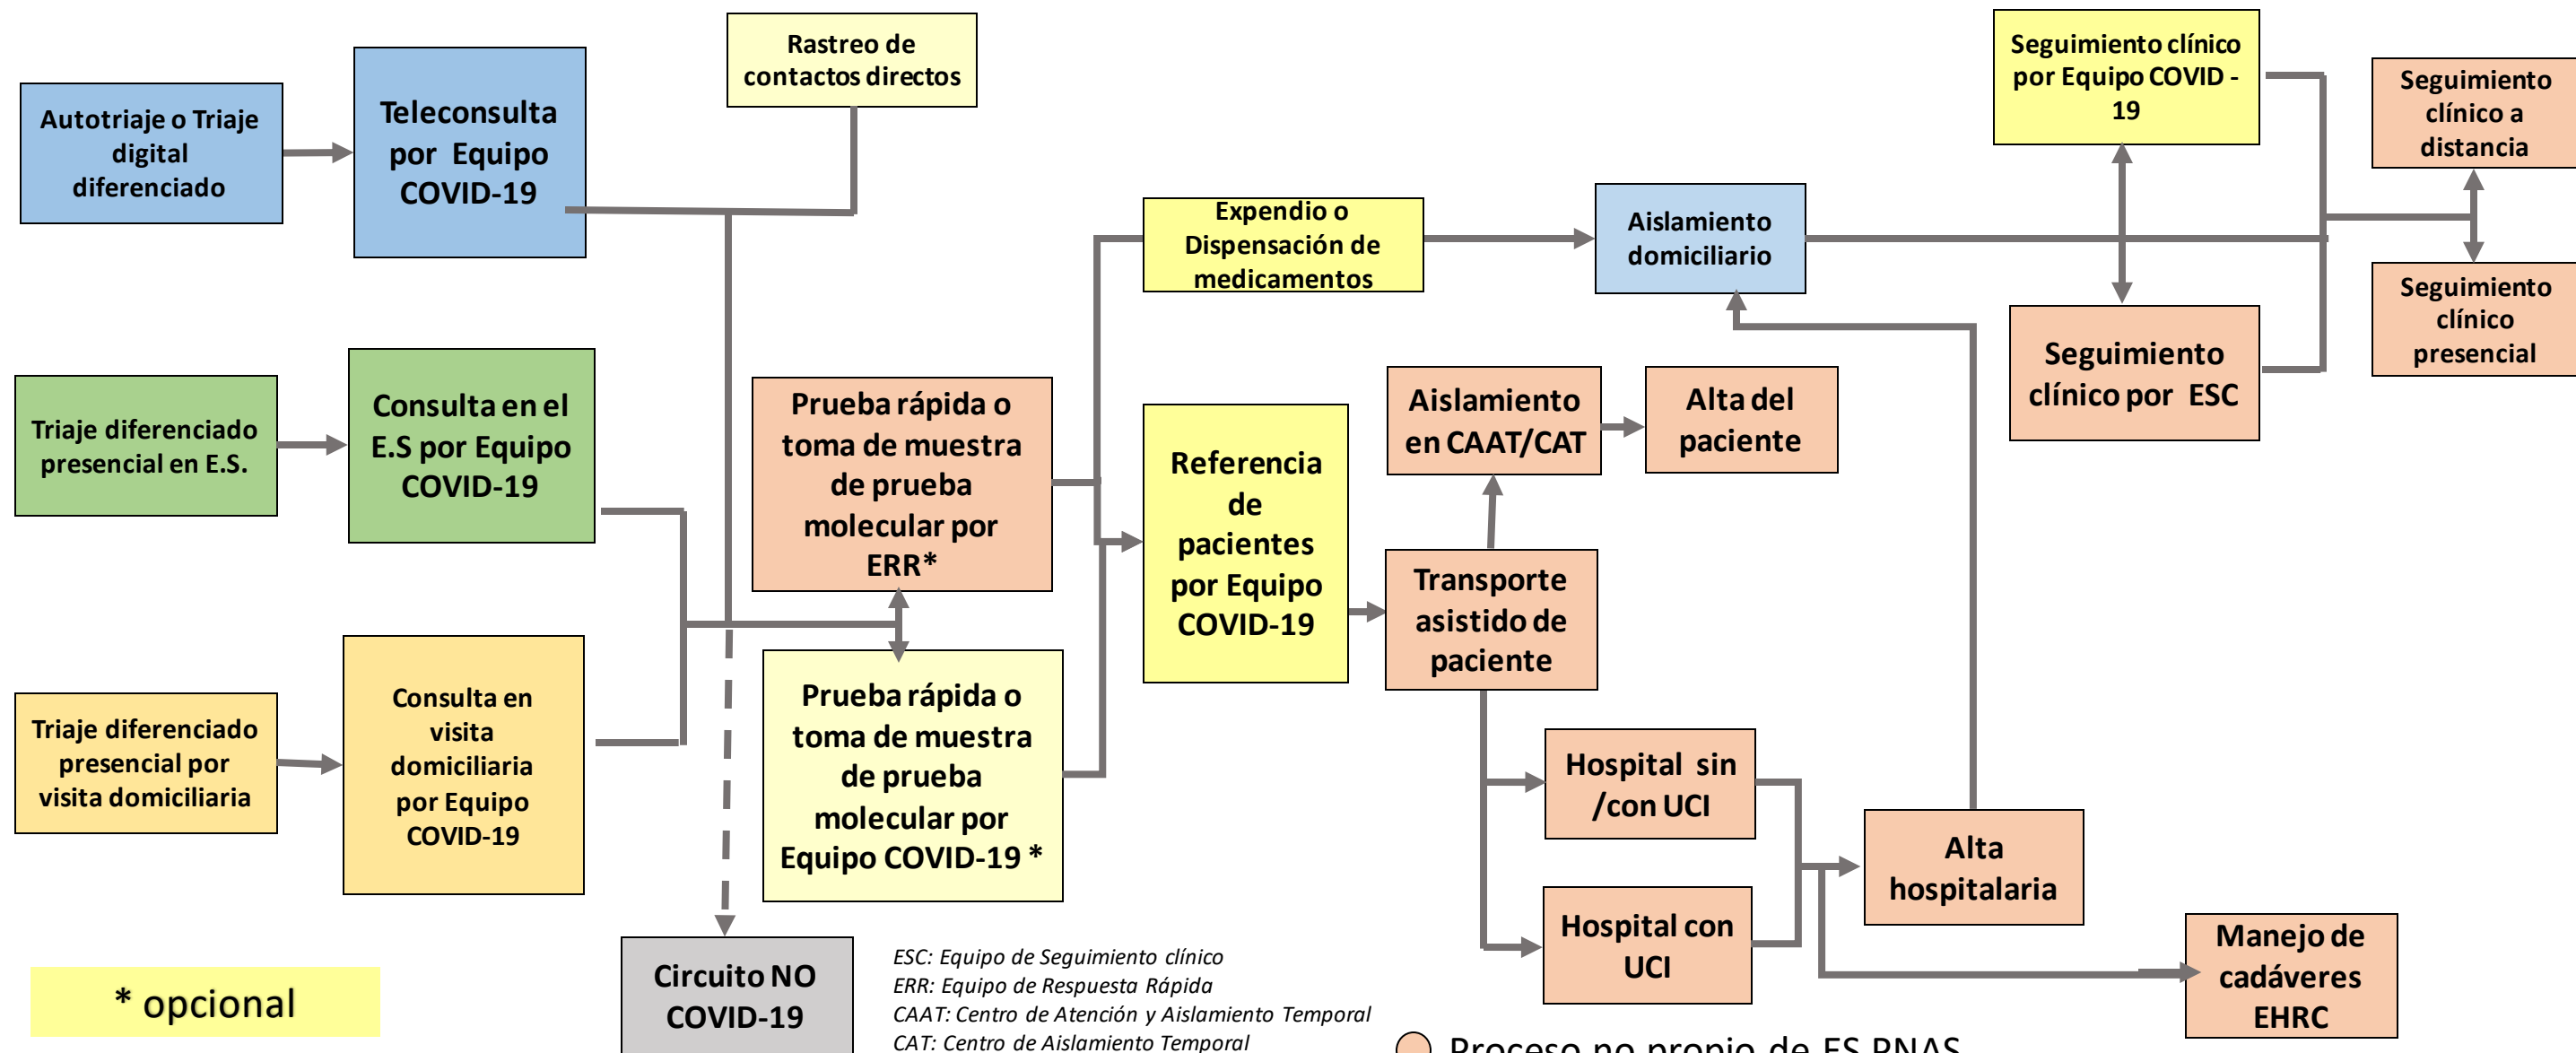 Rastreo de
contactos directos
Autotriaje o Triaje
digital
diferenciado
Teleconsulta
por Equipo
COVID-19
Seguimiento clínico
por Equipo COVID -
19
Seguimiento
clínico a
distancia
Expendio o
Dispensación de
medicamentos
Aislamiento
domiciliario
Seguimiento
clínico
presencial
Seguimiento
clínico por ESC
Triaje diferenciado
presencial en E.S.
Consulta en el
E.S por Equipo
COVID-19
Prueba rápida o
toma de muestra
de prueba
molecular por
ERR*
Referencia
de
pacientes
por Equipo
COVID-19
Aislamiento
en CAAT/CAT
Alta del
paciente
Transporte
asistido de
paciente
Triaje diferenciado
presencial por
visita domiciliaria
Consulta en
visita
domiciliaria
por Equipo
COVID-19
Prueba rápida o
toma de muestra
de prueba
molecular por
Equipo COVID-19 *
Hospital sin
/con UCI
Hospital con
UCI
Alta
hospitalaria
Manejo de
cadáveres
EHRC
* opcional
Circuito NO
COVID-19
ESC: Equipo de Seguimiento clínico
ERR: Equipo de Respuesta Rápida
CAAT: Centro de Atención y Aislamiento Temporal
CAT: Centro de Aislamiento Temporal
Proceso no propio de ES PNAS